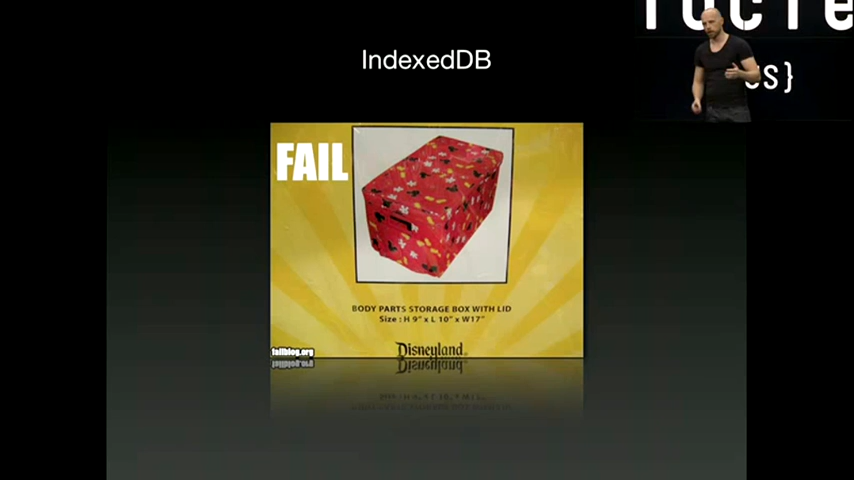 IndexedDB
FAIL
BODY PARTS STORAGE BOX WITH LID
Size : H 9" x L 10" x W17"
failblog.org
Disneyland